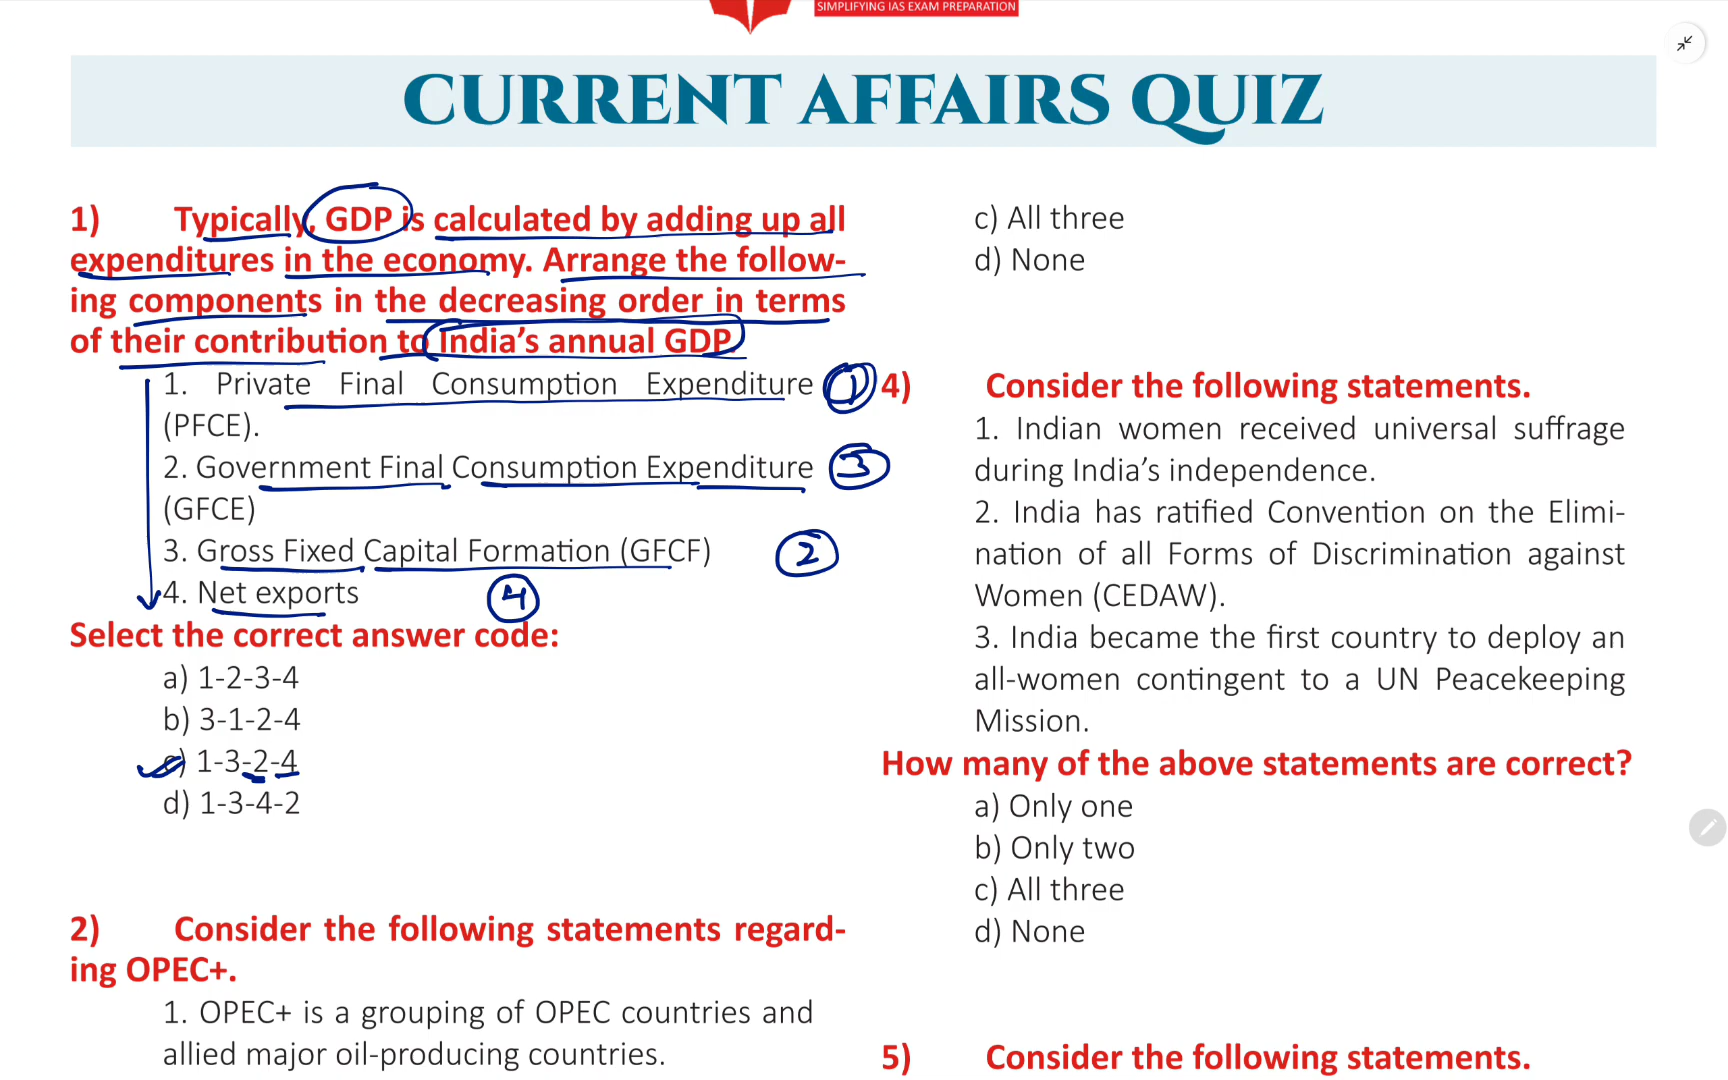 SIMPLIFYING IAS EXAM PREPARATION
CURRENT AFFAIRS QUIZ
1) Typically, GDP is calculated by adding up all
expenditures in the economy. Arrange the follow-
ing components in the decreasing order in terms
of their contribution to India’s annual GDP.
1. Private Final Consumption Expenditure ①
(PFCE).
2. Government Final Consumption Expenditure ③
(GFCE)
3. Gross Fixed Capital Formation (GFCF) ②
4. Net exports ④
Select the correct answer code:
a) 1-2-3-4
b) 3-1-2-4
c) 1-3-2-4
d) 1-3-4-2
2) Consider the following statements regard-
ing OPEC+.
1. OPEC+ is a grouping of OPEC countries and
allied major oil-producing countries.
c) All three
d) None
4) Consider the following statements.
1. Indian women received universal suffrage
during India’s independence.
2. India has ratified Convention on the Elimi-
nation of all Forms of Discrimination against
Women (CEDAW).
3. India became the first country to deploy an
all-women contingent to a UN Peacekeeping
Mission.
How many of the above statements are correct?
a) Only one
b) Only two
c) All three
d) None
5) Consider the following statements.